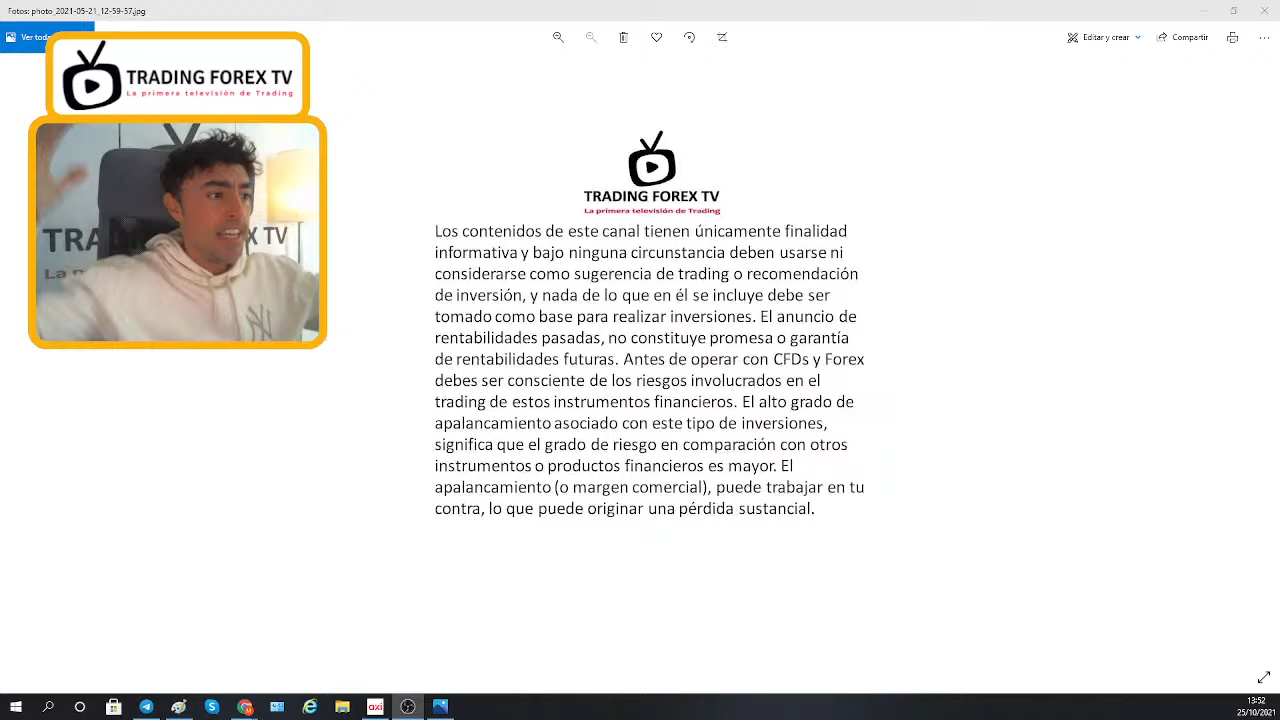 Fotos: photo_2021-05-21_12-59-57.jpg
Editar y crear
Compartir
TRADING FOREX TV
La primera televisión de Trading
TRA
X TV
La
TRADING FOREX TV
La primera televisión de Trading
Los contenidos de este canal tienen únicamente finalidad
informativa y bajo ninguna circunstancia deben usarse ni
considerarse como sugerencia de trading o recomendación
de inversión, y nada de lo que en él se incluye debe ser
tomado como base para realizar inversiones. El anuncio de
rentabilidades pasadas, no constituye promesa o garantía
de rentabilidades futuras. Antes de operar con CFDs y Forex
debes ser consciente de los riesgos involucrados en el
trading de estos instrumentos financieros. El alto grado de
apalancamiento asociado con este tipo de inversiones,
significa que el grado de riesgo en comparación con otros
instrumentos o productos financieros es mayor. El
apalancamiento (o margen comercial), puede trabajar en tu
contra, lo que puede originar una pérdida sustancial.
axi
13:52
25/10/2021